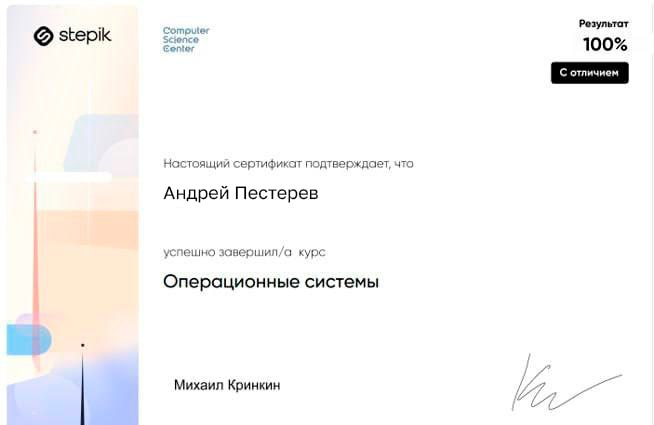 stepik
Computer
Science
Center
Результат
100%
С отличием
Настоящий сертификат подтверждает, что
Андрей Пестерев
успешно завершил/а курс
Операционные системы
Михаил Кринкин